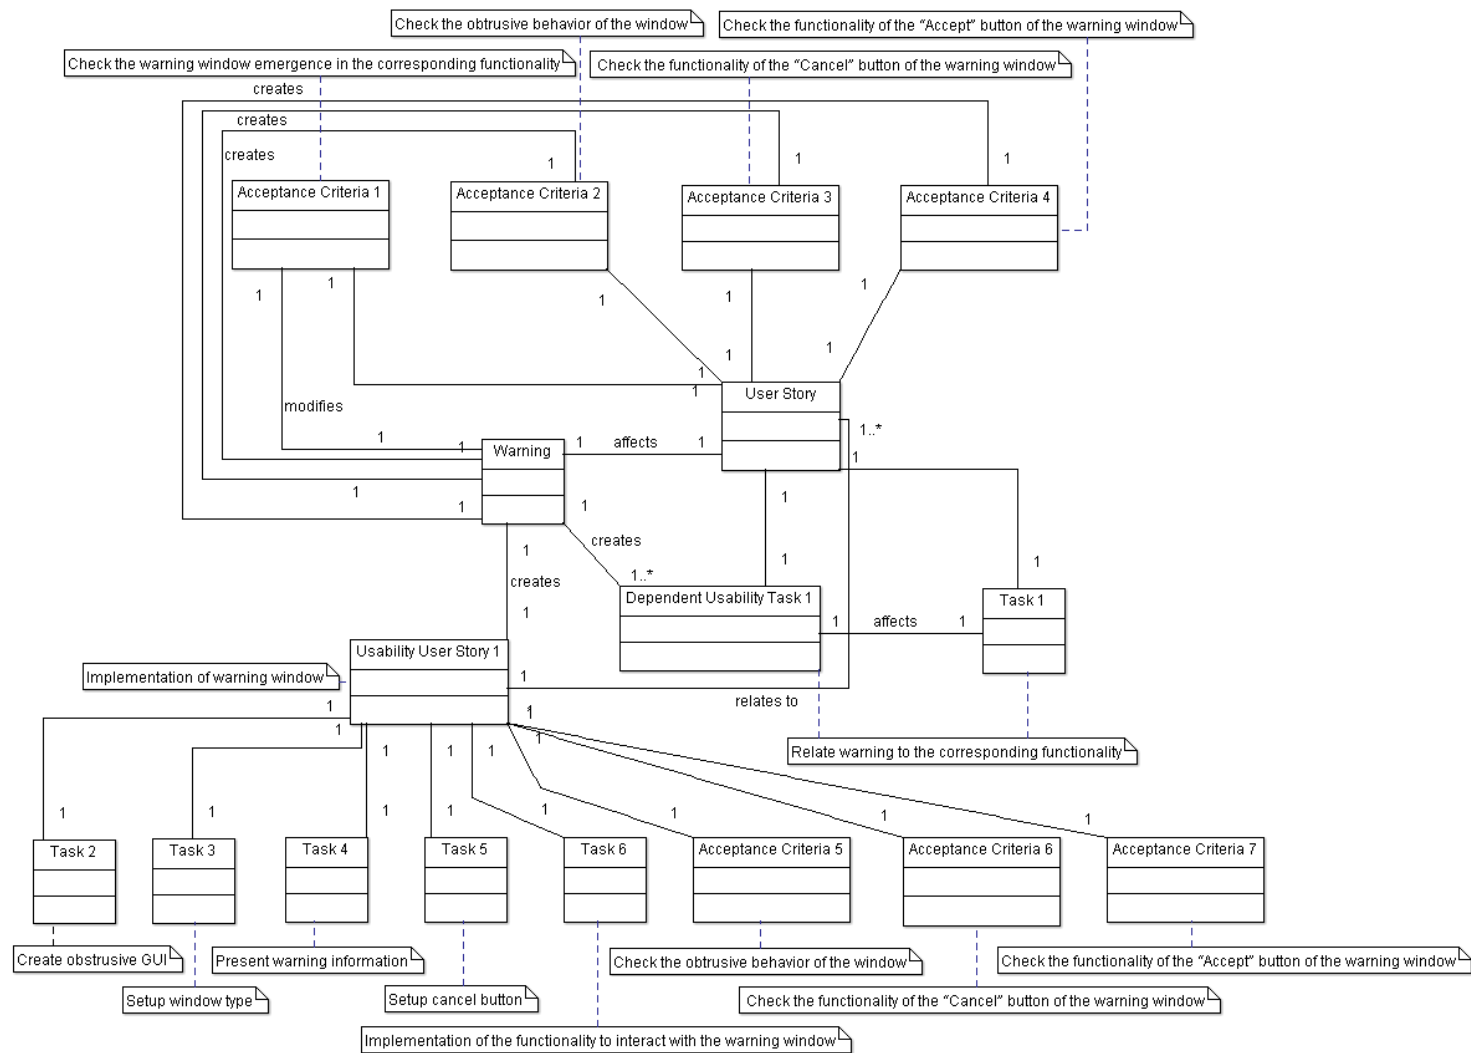 Check the obtrusive behavior of the window
Check the functionality of the “Accept” button of the warning window
Check the warning window emergence in the corresponding functionality
Check the functionality of the “Cancel” button of the warning window
creates
creates
creates
1
1
1
Acceptance Criteria 1
Acceptance Criteria 2
Acceptance Criteria 3
Acceptance Criteria 4
1
1
1
1
1
1
1
1
1
User Story
modifies
1
1
Warning
1
affects
1
1..*
1
1
1
1
1
creates
1
creates
1..*
1
1
Dependent Usability Task 1
Task 1
1
1
affects
1
Usability User Story 1
Implementation of warning window
1
relates to
1
1
*
1
1
1
1
1
Relate warning to the corresponding functionality
1
1
1
1
1
1
1
1
Task 2
Task 3
Task 4
Task 5
Task 6
Acceptance Criteria 5
Acceptance Criteria 6
Acceptance Criteria 7
Create obstrusive GUI
Present warning information
Check the obtrusive behavior of the window
Check the functionality of the “Accept” button of the warning window
Setup window type
Setup cancel button
Check the functionality of the “Cancel” button of the warning window
Implementation of the functionality to interact with the warning window